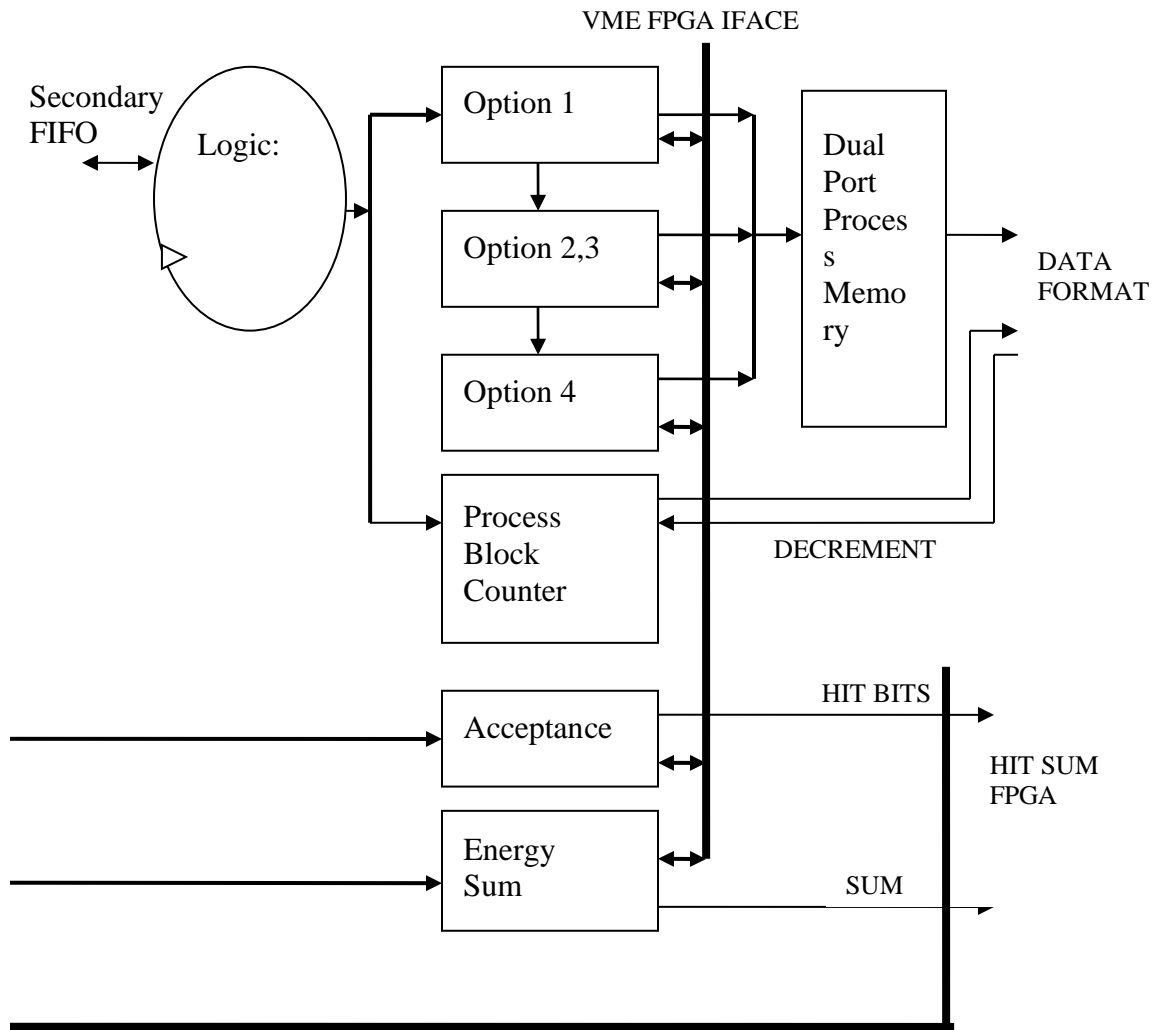 VME FPGA IFACE
Secondary
FIFO
Logic:
Option 1
Option 2,3
Option 4
Dual
Port
Proces
s
Memo
ry
DATA
FORMAT
Process
Block
Counter
DECREMENT
Acceptance
HIT BITS
HIT SUM
FPGA
Energy
Sum
SUM